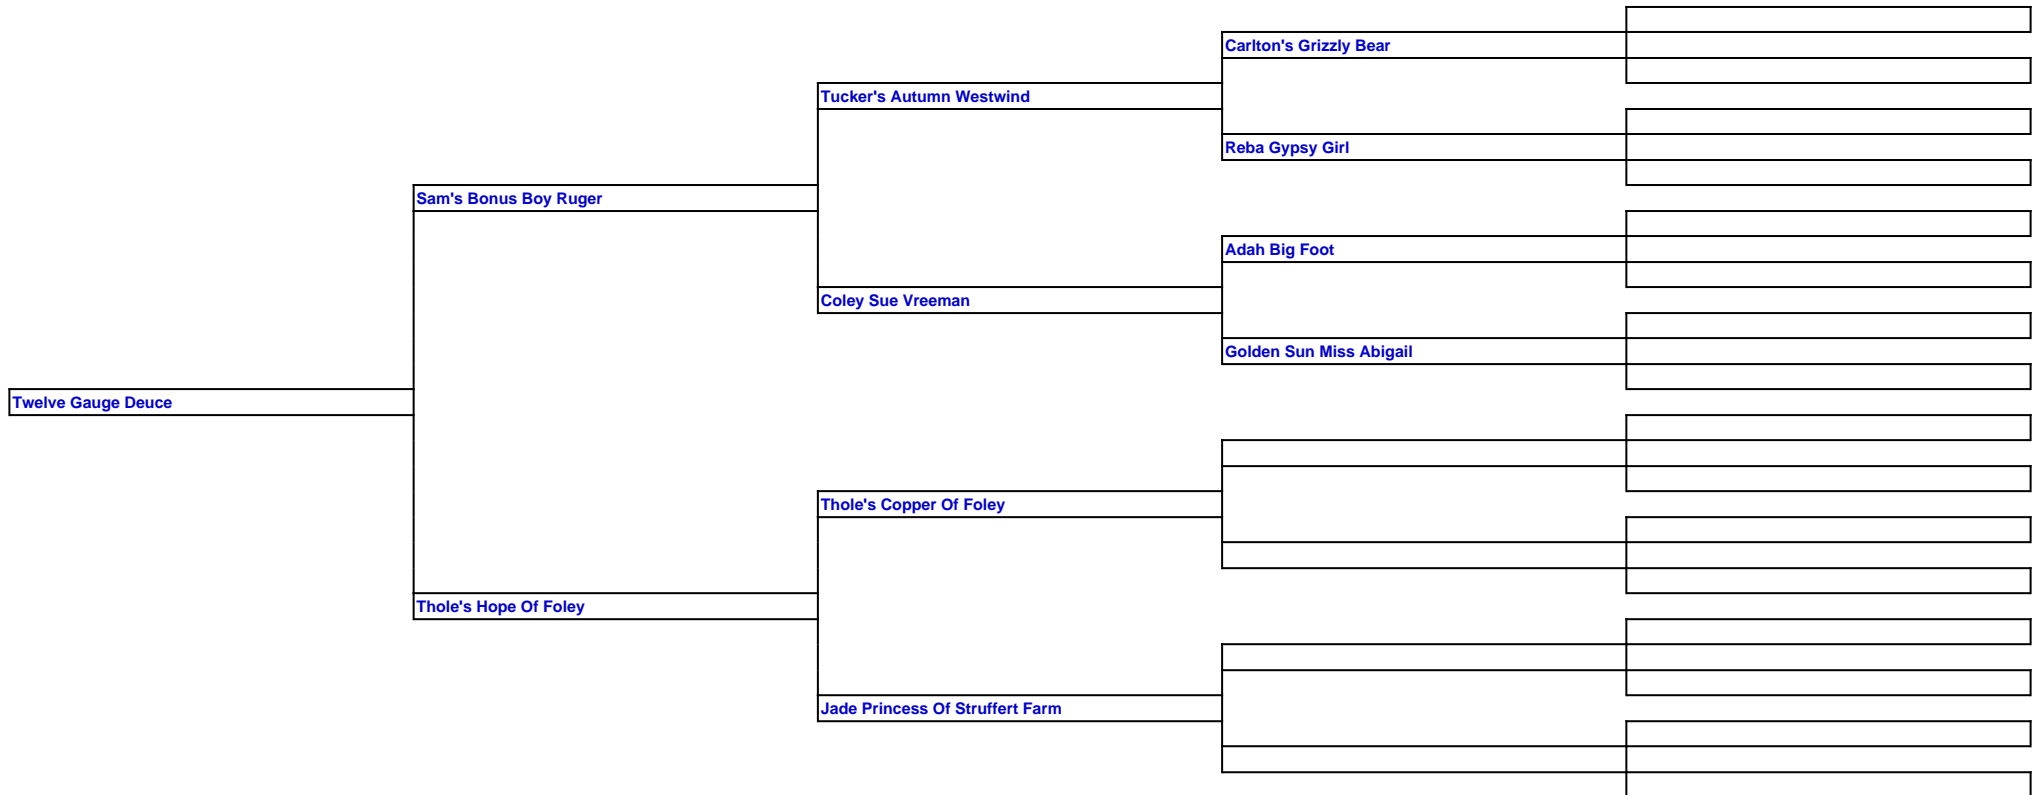 Carlton's Grizzly Bear
Tucker's Autumn Westwind
Reba Gypsy Girl
Sam's Bonus Boy Ruger
Adah Big Foot
Coley Sue Vreeman
Golden Sun Miss Abigail
Twelve Gauge Deuce
Thole's Copper Of Foley
Thole's Hope Of Foley
Jade Princess Of Struffert Farm